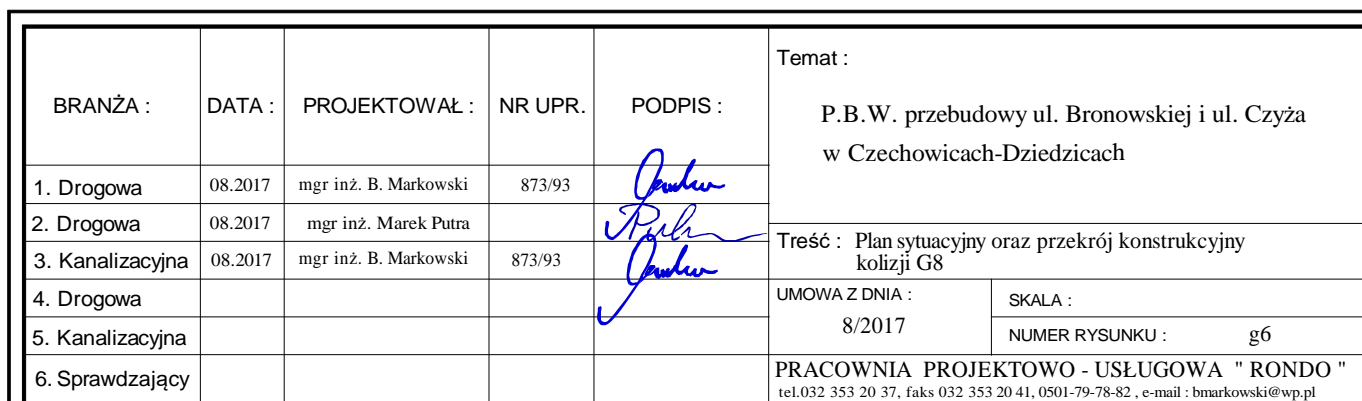 BRANŻA : DATA : PROJEKTOWAŁ : NR UPR. PODPIS :
1. Drogowa 08.2017 mgr inż. B. Markowski 873/93
2. Drogowa 08.2017 mgr inż. Marek Putra
3. Kanalizacyjna 08.2017 mgr inż. B. Markowski 873/93
4. Drogowa
5. Kanalizacyjna
6. Sprawdzający
Temat :
P.B.W. przebudowy ul. Bronowskiej i ul. Czyża
w Czechowicach-Dziedzicach
Treść : Plan sytuacyjny oraz przekrój konstrukcyjny
kolizji G8
UMOWA Z DNIA :
8/2017
SKALA :
NUMER RYSUNKU : g6
PRACOWNIA PROJEKTOWO - USŁUGOWA " RONDO "
tel.032 353 20 37, faks 032 353 20 41, 0501-79-78-82 , e-mail : bmarkowski@wp.pl